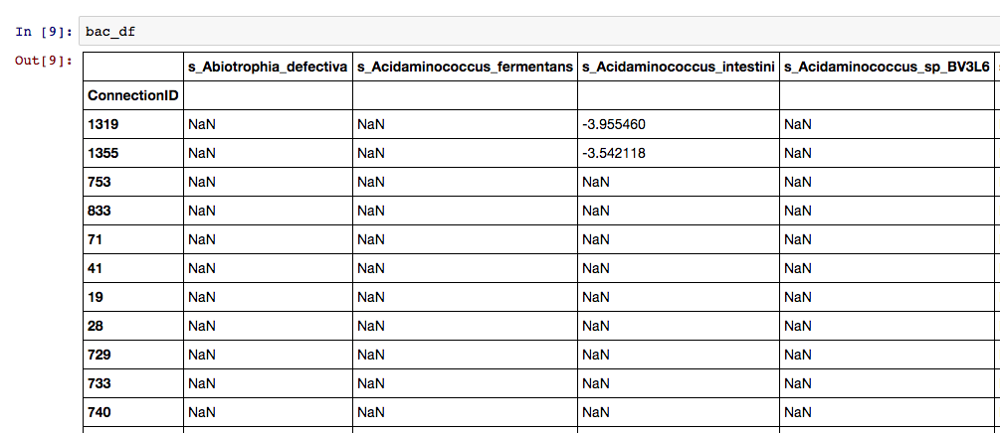 In [9]: bac_df
Out[9]:
s_Abiotrophia_defectiva s_Acidaminococcus_fermentans s_Acidaminococcus_intestini s_Acidaminococcus_sp_BV3L6
ConnectionID
1319 NaN NaN -3.955460 NaN
1355 NaN NaN -3.542118 NaN
753 NaN NaN NaN NaN
833 NaN NaN NaN NaN
71 NaN NaN NaN NaN
41 NaN NaN NaN NaN
19 NaN NaN NaN NaN
28 NaN NaN NaN NaN
729 NaN NaN NaN NaN
733 NaN NaN NaN NaN
740 NaN NaN NaN NaN